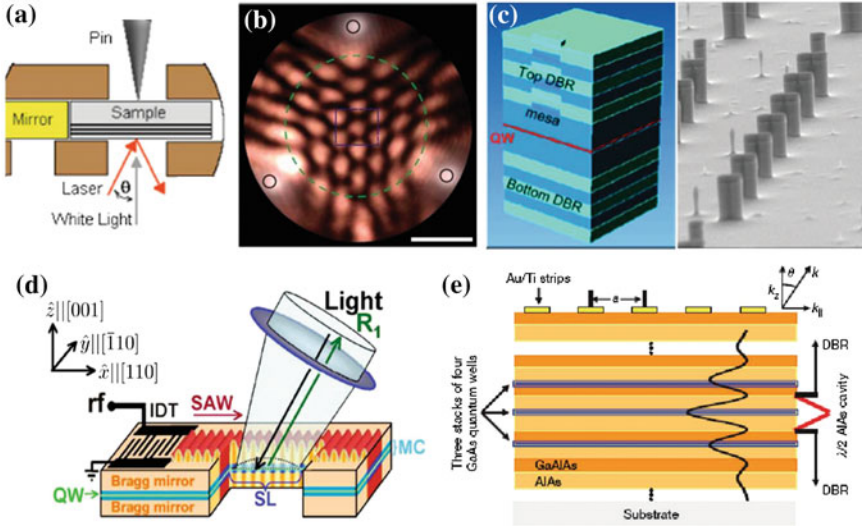 (a)
Pin
Mirror
Sample
Laser
θ
White Light
(b)
(c)
Top DBR
mesa
QW
Bottom DBR
(d)
ẑ||[001]
ŷ||[1̄10]
x̂||[110]
Light
R₁
rf
IDT
SAW
MC
Bragg mirror
QW
Bragg mirror
SL
(e)
Au/Ti strips
a
θ
k
k_z
k_||
Three stacks of four
GaAs quantum wells
DBR
λ/2 AlAs cavity
GaAlAs
AlAs
DBR
Substrate